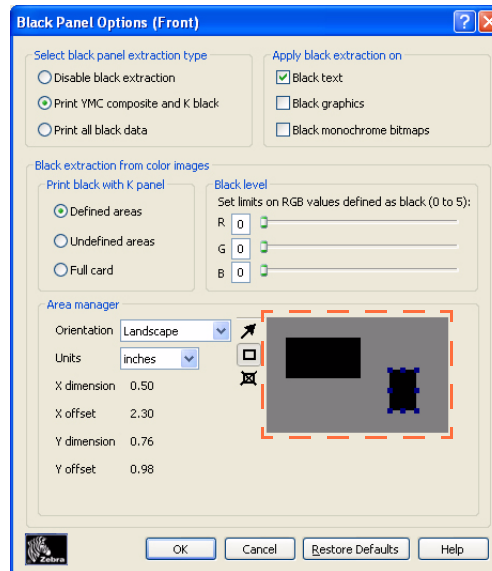 Black Panel Options (Front)
Select black panel extraction type
Disable black extraction
Print YMC composite and K black
Print all black data
Apply black extraction on
Black text
Black graphics
Black monochrome bitmaps
Black extraction from color images
Print black with K panel
Defined areas
Undefined areas
Full card
Black level
Set limits on RGB values defined as black (0 to 5):
R 0
G 0
B 0
Area manager
Orientation Landscape
Units inches
X dimension 0.50
X offset 2.30
Y dimension 0.76
Y offset 0.98
Zebra
OK Cancel Restore Defaults Help